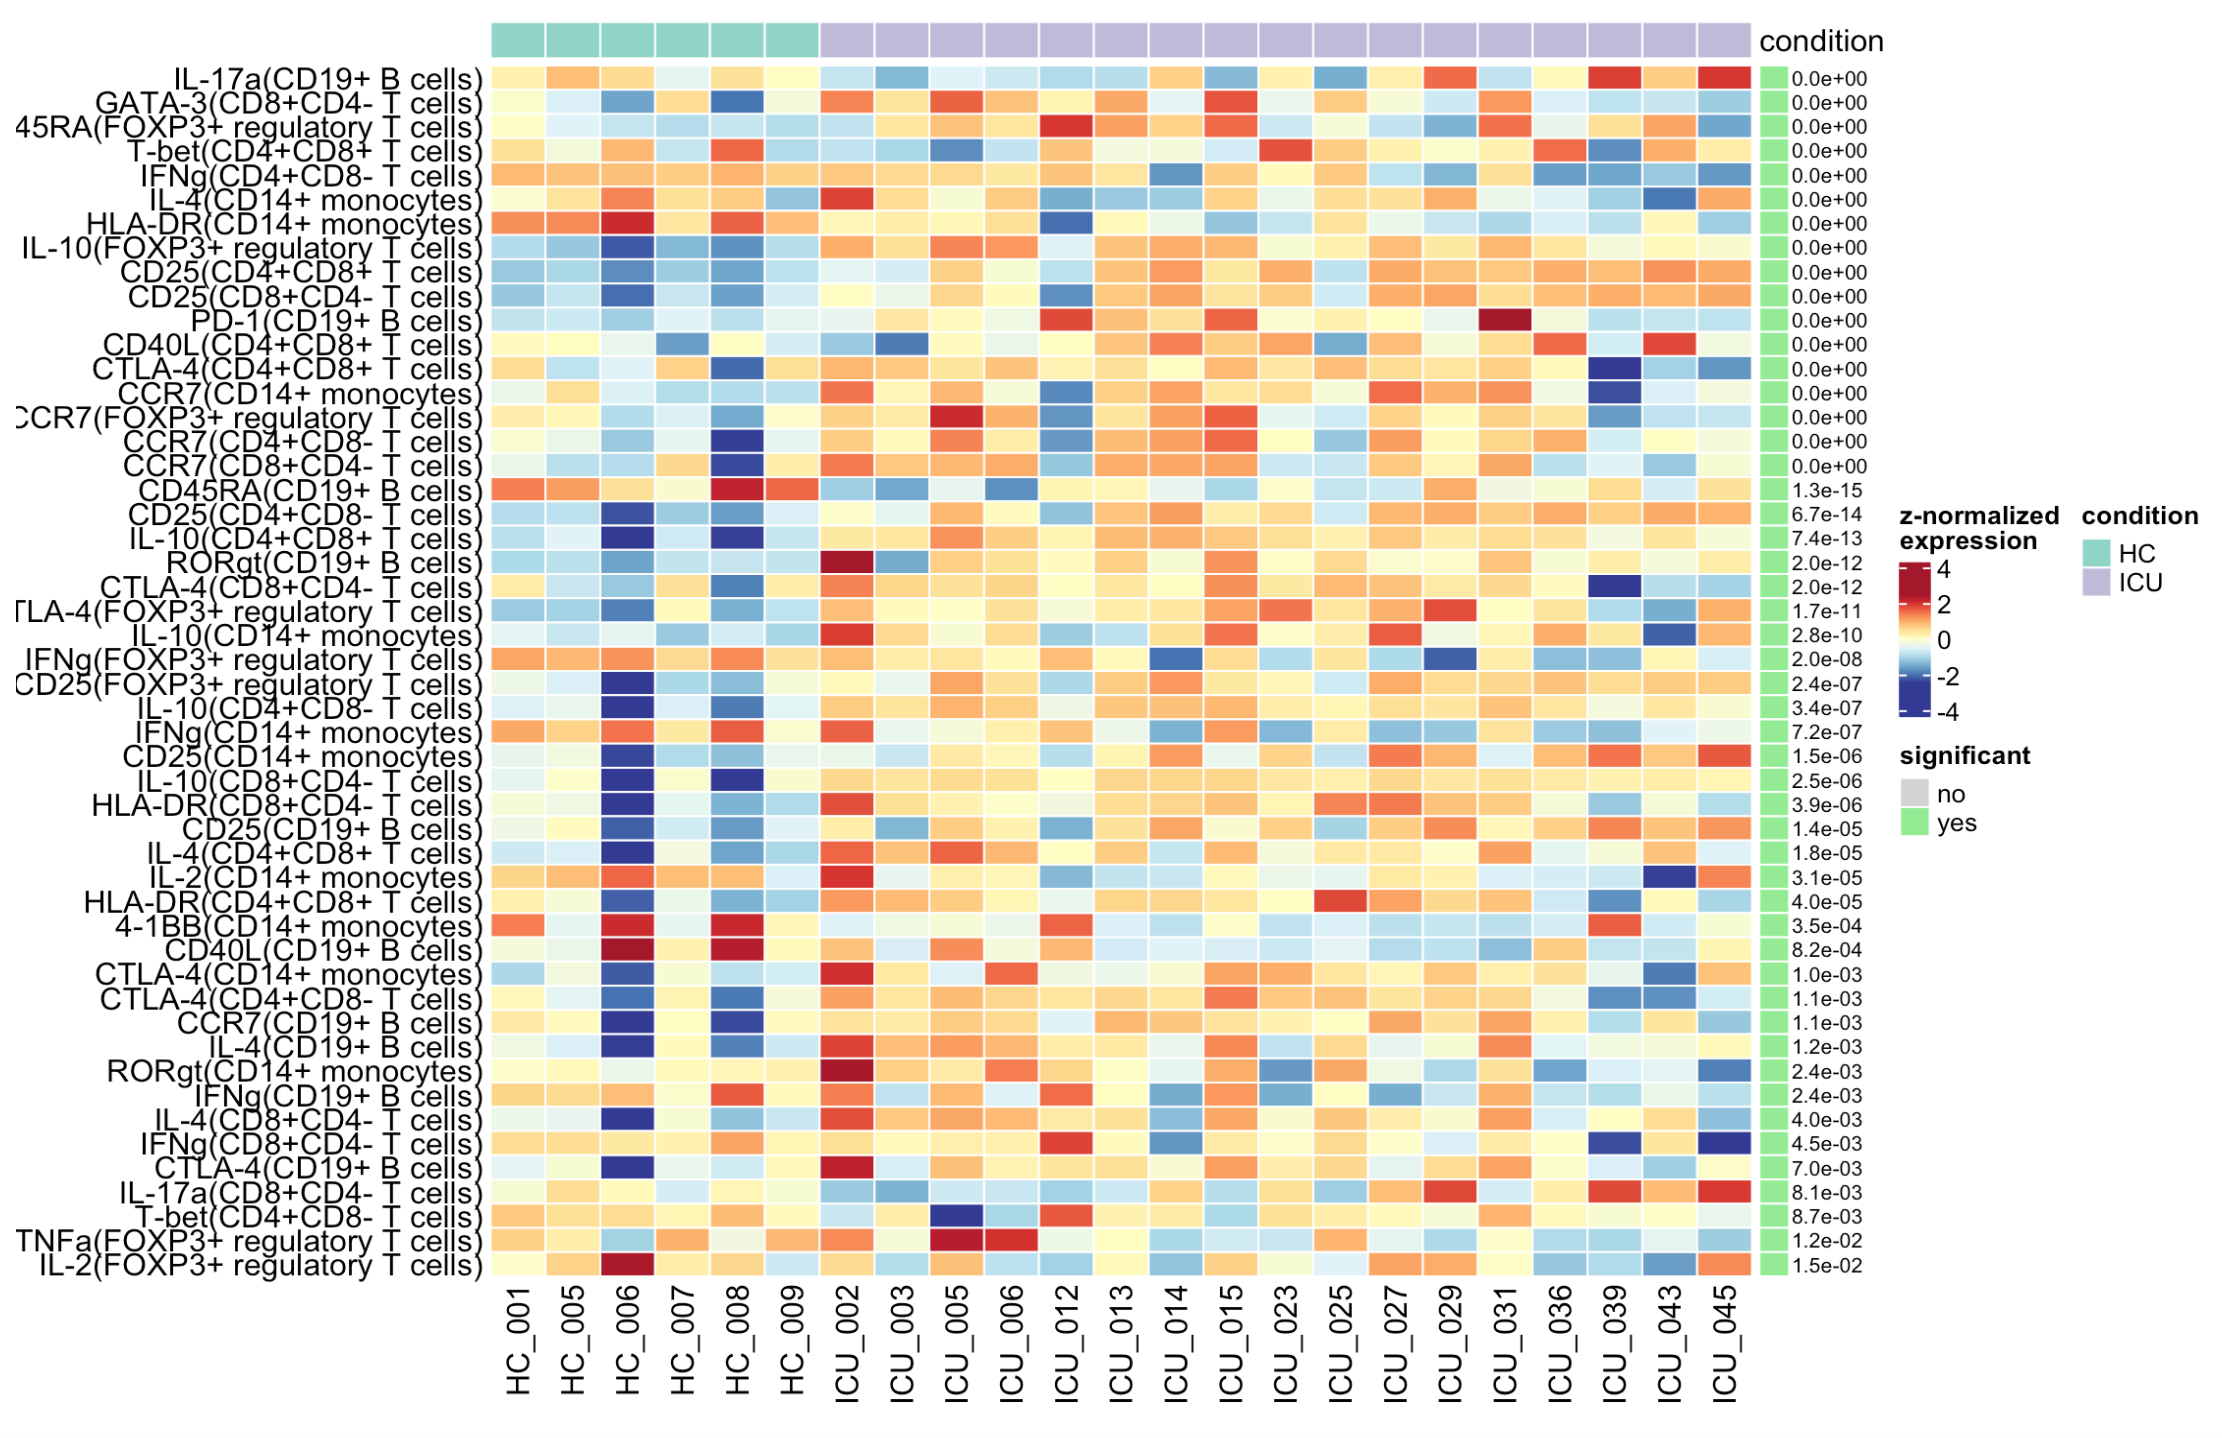 condition
IL-17a(CD19+ B cells) 0.0e+00
GATA-3(CD8+CD4- T cells) 0.0e+00
45RA(FOXP3+ regulatory T cells) 0.0e+00
T-bet(CD4+CD8+ T cells) 0.0e+00
IFNg(CD4+CD8- T cells) 0.0e+00
IL-4(CD14+ monocytes) 0.0e+00
HLA-DR(CD14+ monocytes) 0.0e+00
IL-10(FOXP3+ regulatory T cells) 0.0e+00
CD25(CD4+CD8+ T cells) 0.0e+00
CD25(CD8+CD4- T cells) 0.0e+00
PD-1(CD19+ B cells) 0.0e+00
CD40L(CD4+CD8+ T cells) 0.0e+00
CTLA-4(CD4+CD8+ T cells) 0.0e+00
CCR7(CD14+ monocytes) 0.0e+00
CCR7(FOXP3+ regulatory T cells) 0.0e+00
CCR7(CD4+CD8- T cells) 0.0e+00
CCR7(CD8+CD4- T cells) 0.0e+00
CD45RA(CD19+ B cells) 1.3e-15
CD25(CD4+CD8- T cells) 6.7e-14
IL-10(CD4+CD8+ T cells) 7.4e-13
RORgt(CD19+ B cells) 2.0e-12
CTLA-4(CD8+CD4- T cells) 2.0e-12
TLA-4(FOXP3+ regulatory T cells) 1.7e-11
IL-10(CD14+ monocytes) 2.8e-10
IFNg(FOXP3+ regulatory T cells) 2.0e-08
CD25(FOXP3+ regulatory T cells) 2.4e-07
IL-10(CD4+CD8- T cells) 3.4e-07
IFNg(CD14+ monocytes) 7.2e-07
CD25(CD14+ monocytes) 1.5e-06
IL-10(CD8+CD4- T cells) 2.5e-06
HLA-DR(CD8+CD4- T cells) 3.9e-06
CD25(CD19+ B cells) 1.4e-05
IL-4(CD4+CD8+ T cells) 1.8e-05
IL-2(CD14+ monocytes) 3.1e-05
HLA-DR(CD4+CD8+ T cells) 4.0e-05
4-1BB(CD14+ monocytes) 3.5e-04
CD40L(CD19+ B cells) 8.2e-04
CTLA-4(CD14+ monocytes) 1.0e-03
CTLA-4(CD4+CD8- T cells) 1.1e-03
CCR7(CD19+ B cells) 1.1e-03
IL-4(CD19+ B cells) 1.2e-03
RORgt(CD14+ monocytes) 2.4e-03
IFNg(CD19+ B cells) 2.4e-03
IL-4(CD8+CD4- T cells) 4.0e-03
IFNg(CD8+CD4- T cells) 4.5e-03
CTLA-4(CD19+ B cells) 7.0e-03
IL-17a(CD8+CD4- T cells) 8.1e-03
T-bet(CD4+CD8- T cells) 8.7e-03
TNFa(FOXP3+ regulatory T cells) 1.2e-02
IL-2(FOXP3+ regulatory T cells) 1.5e-02
HC_001
HC_005
HC_006
HC_007
HC_008
HC_009
ICU_002
ICU_003
ICU_005
ICU_006
ICU_012
ICU_013
ICU_014
ICU_015
ICU_023
ICU_025
ICU_027
ICU_029
ICU_031
ICU_036
ICU_039
ICU_043
ICU_045
z-normalized
expression
4
2
0
-2
-4
condition
HC
ICU
significant
no
yes